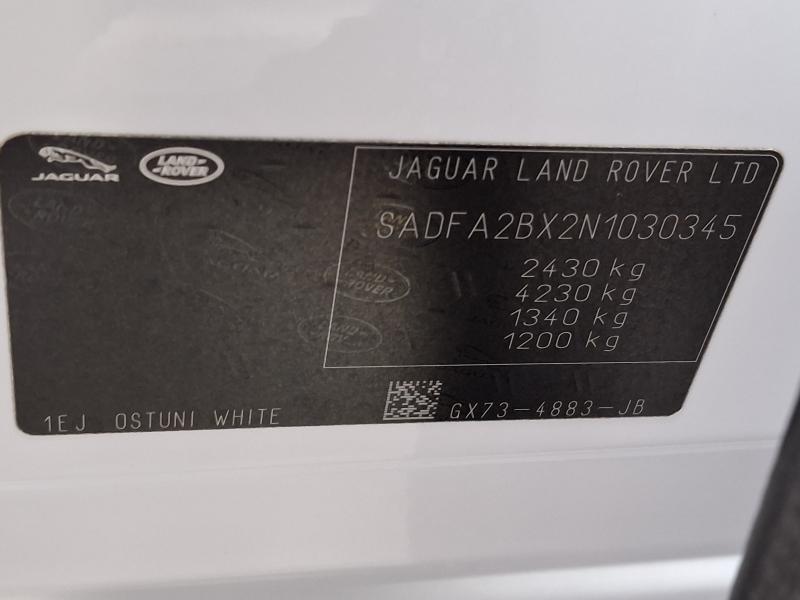 JAGUAR
LAND-
ROVER
JAGUAR LAND ROVER LTD
SADFA2BX2N1030345
2430 kg
4230 kg
1340 kg
1200 kg
1EJ OSTUNI WHITE
GX73-4883-JB